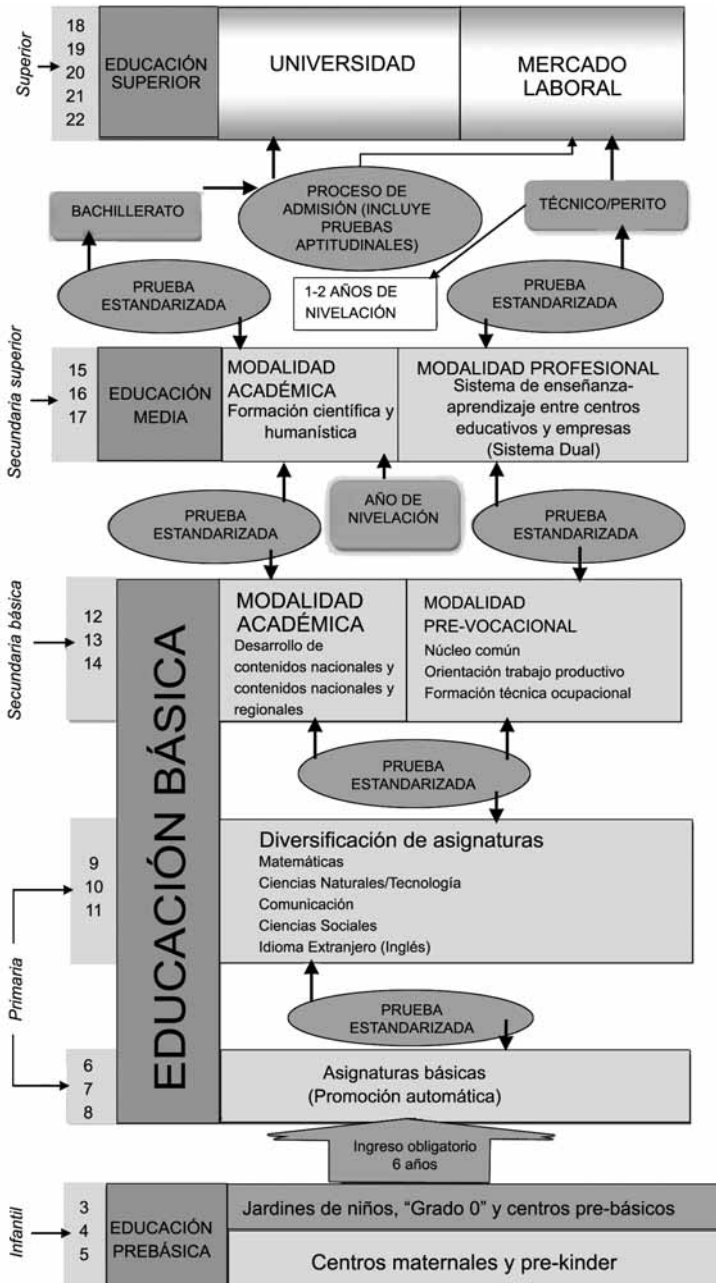 Superior
18
19
20
21
22
EDUCACIÓN
SUPERIOR
UNIVERSIDAD
MERCADO
LABORAL
BACHILLERATO
PROCESO DE
ADMISIÓN (INCLUYE
PRUEBAS
APTITUDINALES)
TÉCNICO/PERITO
PRUEBA
ESTANDARIZADA
1-2 AÑOS DE
NIVELACIÓN
PRUEBA
ESTANDARIZADA
Secundaria superior
15
16
17
EDUCACIÓN
MEDIA
MODALIDAD
ACADÉMICA
Formación científica y
humanística
MODALIDAD PROFESIONAL
Sistema de enseñanza-
aprendizaje entre centros
educativos y empresas
(Sistema Dual)
PRUEBA
ESTANDARIZADA
AÑO DE
NIVELACIÓN
PRUEBA
ESTANDARIZADA
Secundaria básica
12
13
14
EDUCACIÓN BÁSICA
MODALIDAD
ACADÉMICA
Desarrollo de
contenidos nacionales y
contenidos nacionales y
regionales
MODALIDAD
PRE-VOCACIONAL
Núcleo común
Orientación trabajo productivo
Formación técnica ocupacional
PRUEBA
ESTANDARIZADA
Primaria
9
10
11
Diversificación de asignaturas
Matemáticas
Ciencias Naturales/Tecnología
Comunicación
Ciencias Sociales
Idioma Extranjero (Inglés)
PRUEBA
ESTANDARIZADA
6
7
8
Asignaturas básicas
(Promoción automática)
Ingreso obligatorio
6 años
Infantil
3
4
5
EDUCACIÓN
PREBÁSICA
Jardines de niños, “Grado 0” y centros pre-básicos
Centros maternales y pre-kinder